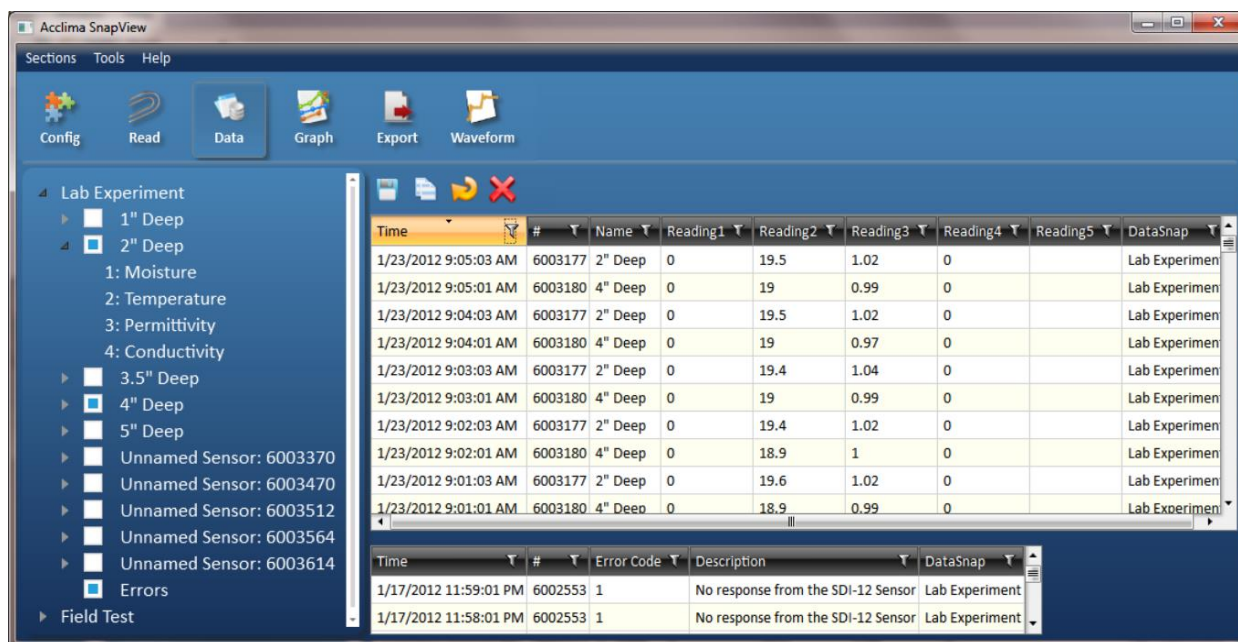 Acclima SnapView
Sections Tools Help
Config Read Data Graph Export Waveform
Lab Experiment
1" Deep
2" Deep
1: Moisture
2: Temperature
3: Permittivity
4: Conductivity
3.5" Deep
4" Deep
5" Deep
Unnamed Sensor: 6003370
Unnamed Sensor: 6003470
Unnamed Sensor: 6003512
Unnamed Sensor: 6003564
Unnamed Sensor: 6003614
Errors
Field Test
Time # Name Reading1 Reading2 Reading3 Reading4 Reading5 DataSnap
1/23/2012 9:05:03 AM 6003177 2" Deep 0 19.5 1.02 0 Lab Experiment
1/23/2012 9:05:01 AM 6003180 4" Deep 0 19 0.99 0 Lab Experiment
1/23/2012 9:04:03 AM 6003177 2" Deep 0 19.5 1.02 0 Lab Experiment
1/23/2012 9:04:01 AM 6003180 4" Deep 0 19 0.97 0 Lab Experiment
1/23/2012 9:03:03 AM 6003177 2" Deep 0 19.4 1.04 0 Lab Experiment
1/23/2012 9:03:01 AM 6003180 4" Deep 0 19 0.99 0 Lab Experiment
1/23/2012 9:02:03 AM 6003177 2" Deep 0 19.4 1.02 0 Lab Experiment
1/23/2012 9:02:01 AM 6003180 4" Deep 0 18.9 1 0 Lab Experiment
1/23/2012 9:01:03 AM 6003177 2" Deep 0 19.6 1.02 0 Lab Experiment
1/23/2012 9:01:01 AM 6003180 4" Deep 0 18.9 0.99 0 Lab Experiment
Time # Error Code Description DataSnap
1/17/2012 11:59:01 PM 6002553 1 No response from the SDI-12 Sensor Lab Experiment
1/17/2012 11:58:01 PM 6002553 1 No response from the SDI-12 Sensor Lab Experiment